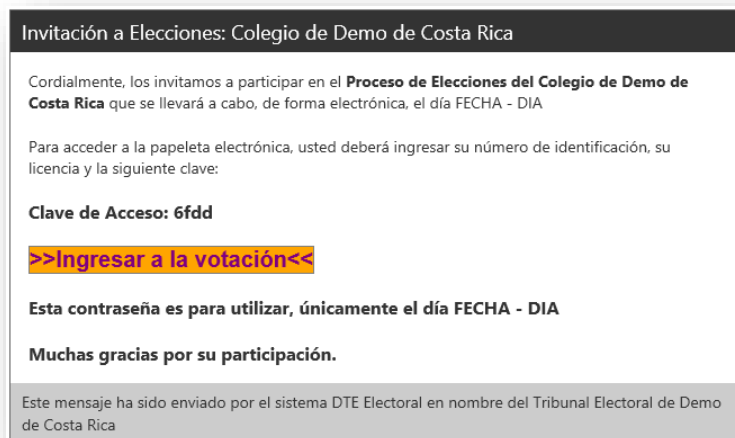 Invitación a Elecciones: Colegio de Demo de Costa Rica
Cordialmente, los invitamos a participar en el Proceso de Elecciones del Colegio de Demo de
Costa Rica que se llevará a cabo, de forma electrónica, el día FECHA - DIA
Para acceder a la papeleta electrónica, usted deberá ingresar su número de identificación, su
licencia y la siguiente clave:
Clave de Acceso: 6fdd
>>Ingresar a la votación<<
Esta contraseña es para utilizar, únicamente el día FECHA - DIA
Muchas gracias por su participación.
Este mensaje ha sido enviado por el sistema DTE Electoral en nombre del Tribunal Electoral de Demo
de Costa Rica